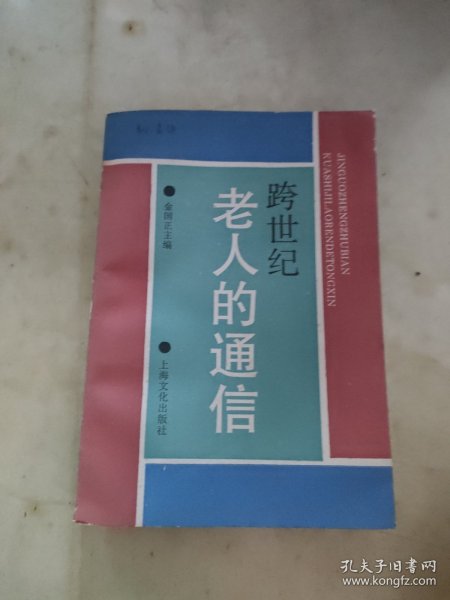 JINGUOZHENGZHUBIAN
KUASHIJILAORENDETONGXIN
跨世纪
老人的通信
●金国正主编
●上海文化出版社
孔夫子旧书网
www.kongfz.com